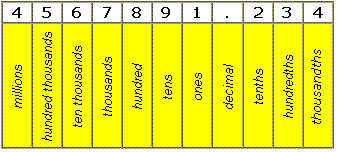 4 5 6 7 8 9 1 . 2 3 4
millions
hundred thousands
ten thousands
thousands
hundred
tens
ones
decimal
tenths
hundredths
thousandths